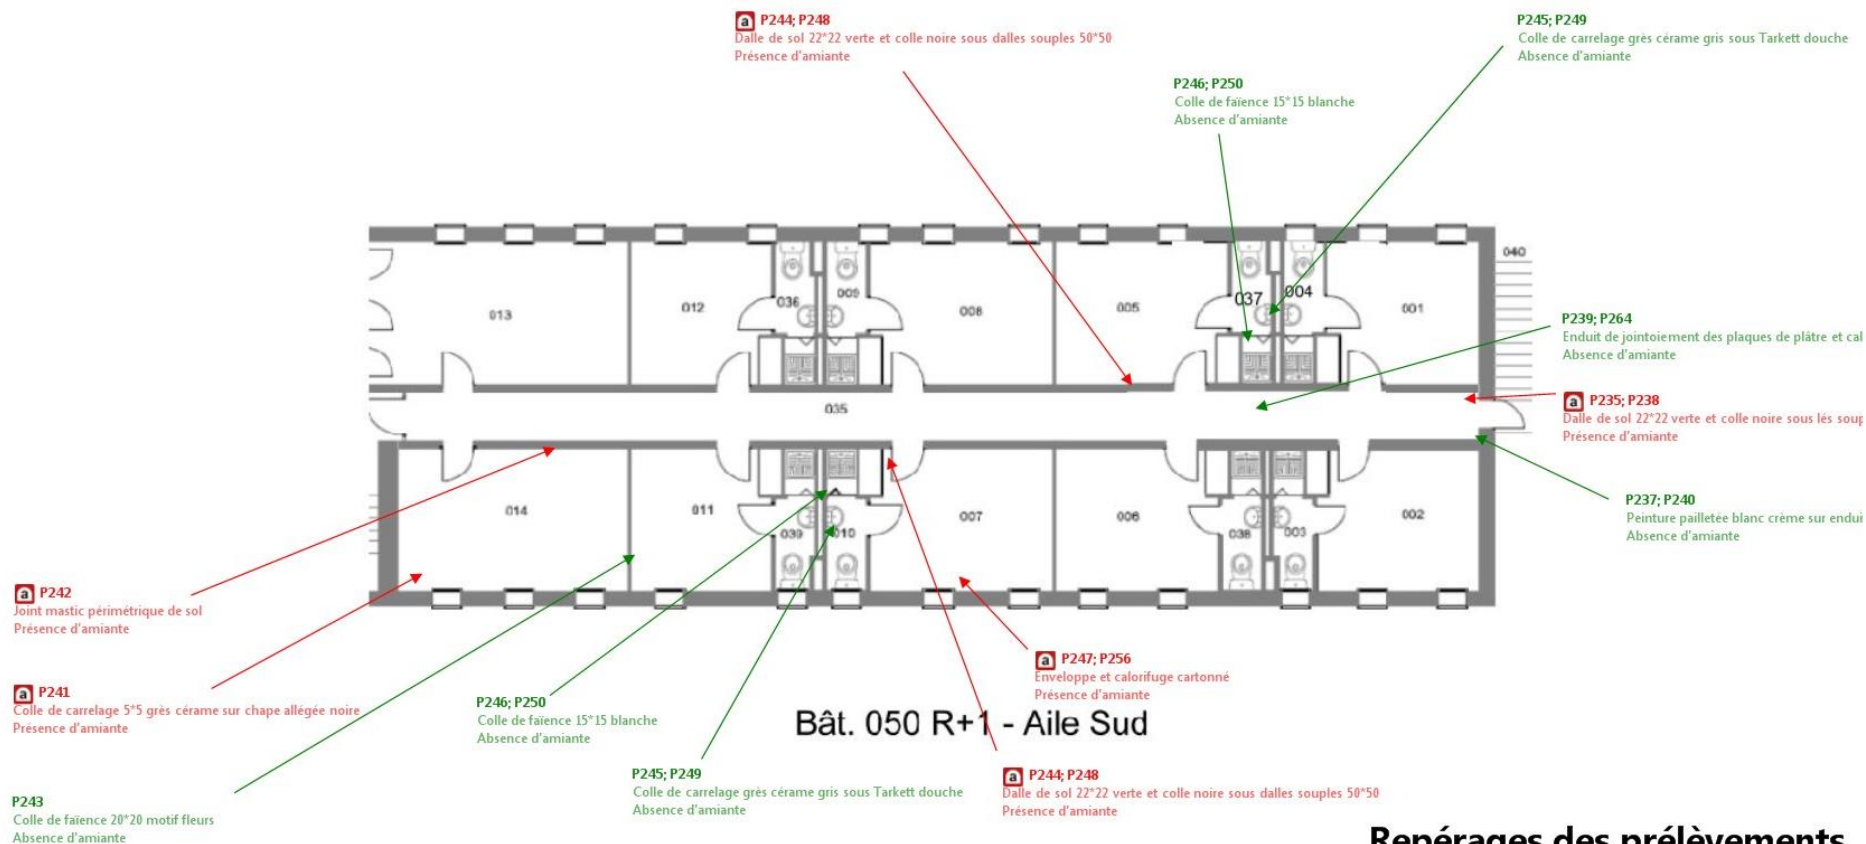 a P244; P248
Dalle de sol 22*22 verte et colle noire sous dalles souples 50*50
Présence d'amiante
P245; P249
Colle de carrelage grès cérame gris sous Tarkett douche
Absence d'amiante
P246; P250
Colle de faïence 15*15 blanche
Absence d'amiante
040
013
012
036
009
008
005
037
004
001
P239; P264
Enduit de jointoiement des plaques de plâtre et cal
Absence d'amiante
035
a P235; P238
Dalle de sol 22*22 verte et colle noire sous lés soup
Présence d'amiante
014
011
039
010
007
006
038
003
002
P237; P240
Peinture pailletée blanc crème sur endui
Absence d'amiante
a P242
Joint mastic périmétrique de sol
Présence d'amiante
a P241
Colle de carrelage 5*5 grès cérame sur chape allégée noire
Présence d'amiante
a P247; P256
Enveloppe et calorifuge cartonné
Présence d'amiante
P246; P250
Colle de faïence 15*15 blanche
Absence d'amiante
Bât. 050 R+1 - Aile Sud
P245; P249
Colle de carrelage grès cérame gris sous Tarkett douche
Absence d'amiante
a P244; P248
Dalle de sol 22*22 verte et colle noire sous dalles souples 50*50
Présence d'amiante
P243
Colle de faïence 20*20 motif fleurs
Absence d'amiante
Repérages des prélèvements